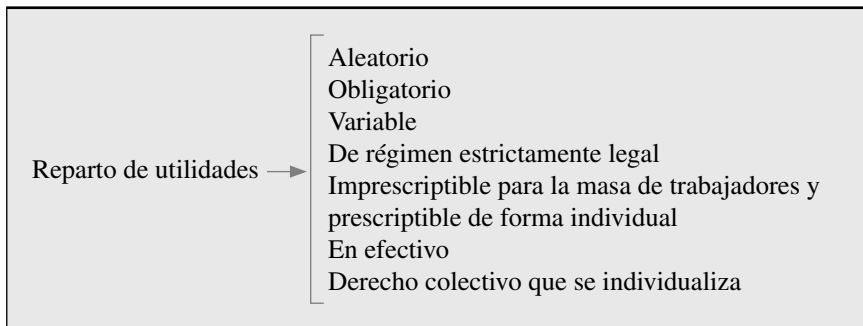 Aleatorio
Obligatorio
Variable
De régimen estrictamente legal
Reparto de utilidades
Imprescriptible para la masa de trabajadores y
prescriptible de forma individual
En efectivo
Derecho colectivo que se individualiza